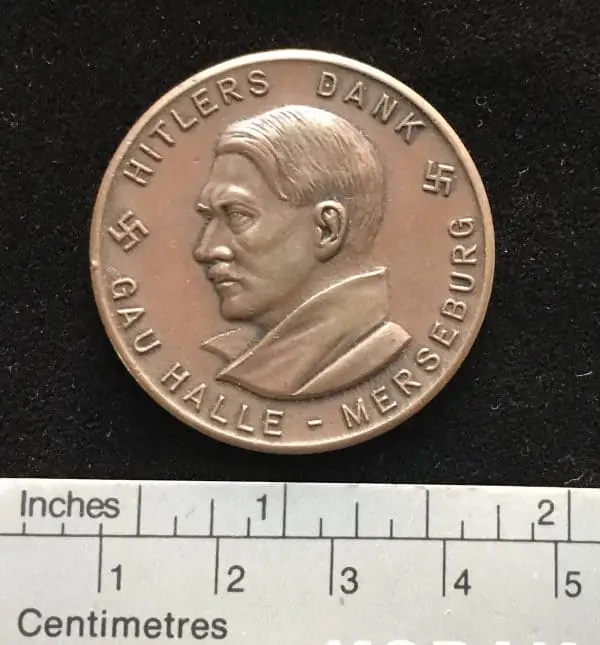 HITLERS DANK
GAU HALLE - MERSEBURG
Inches 1 2
1 2 3 4 5
Centimetres